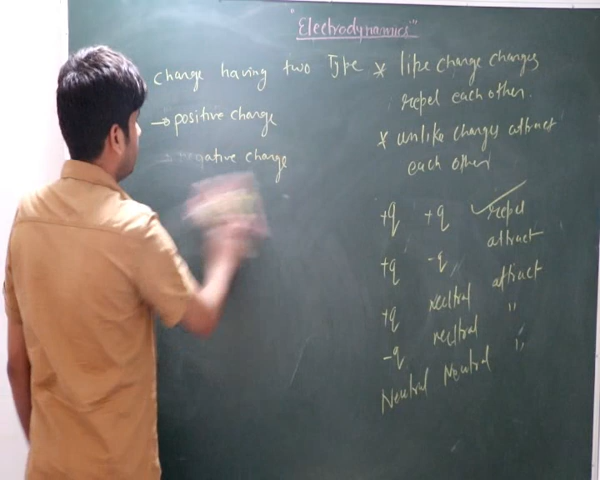 "Electrodynamics"
charge having two Type
→ positive charge
negative charge
* like charge charges
repel each other.
* unlike charges attract
each other
+q +q ✓ repel
+q -q attract
+q neutral attract
-q neutral "
Neutral Neutral "